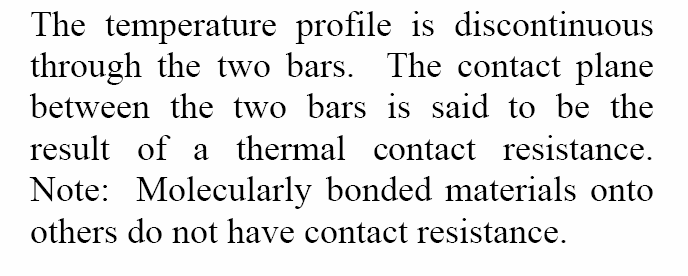 The temperature profile is discontinuous
through the two bars. The contact plane
between the two bars is said to be the
result of a thermal contact resistance.
Note: Molecularly bonded materials onto
others do not have contact resistance.